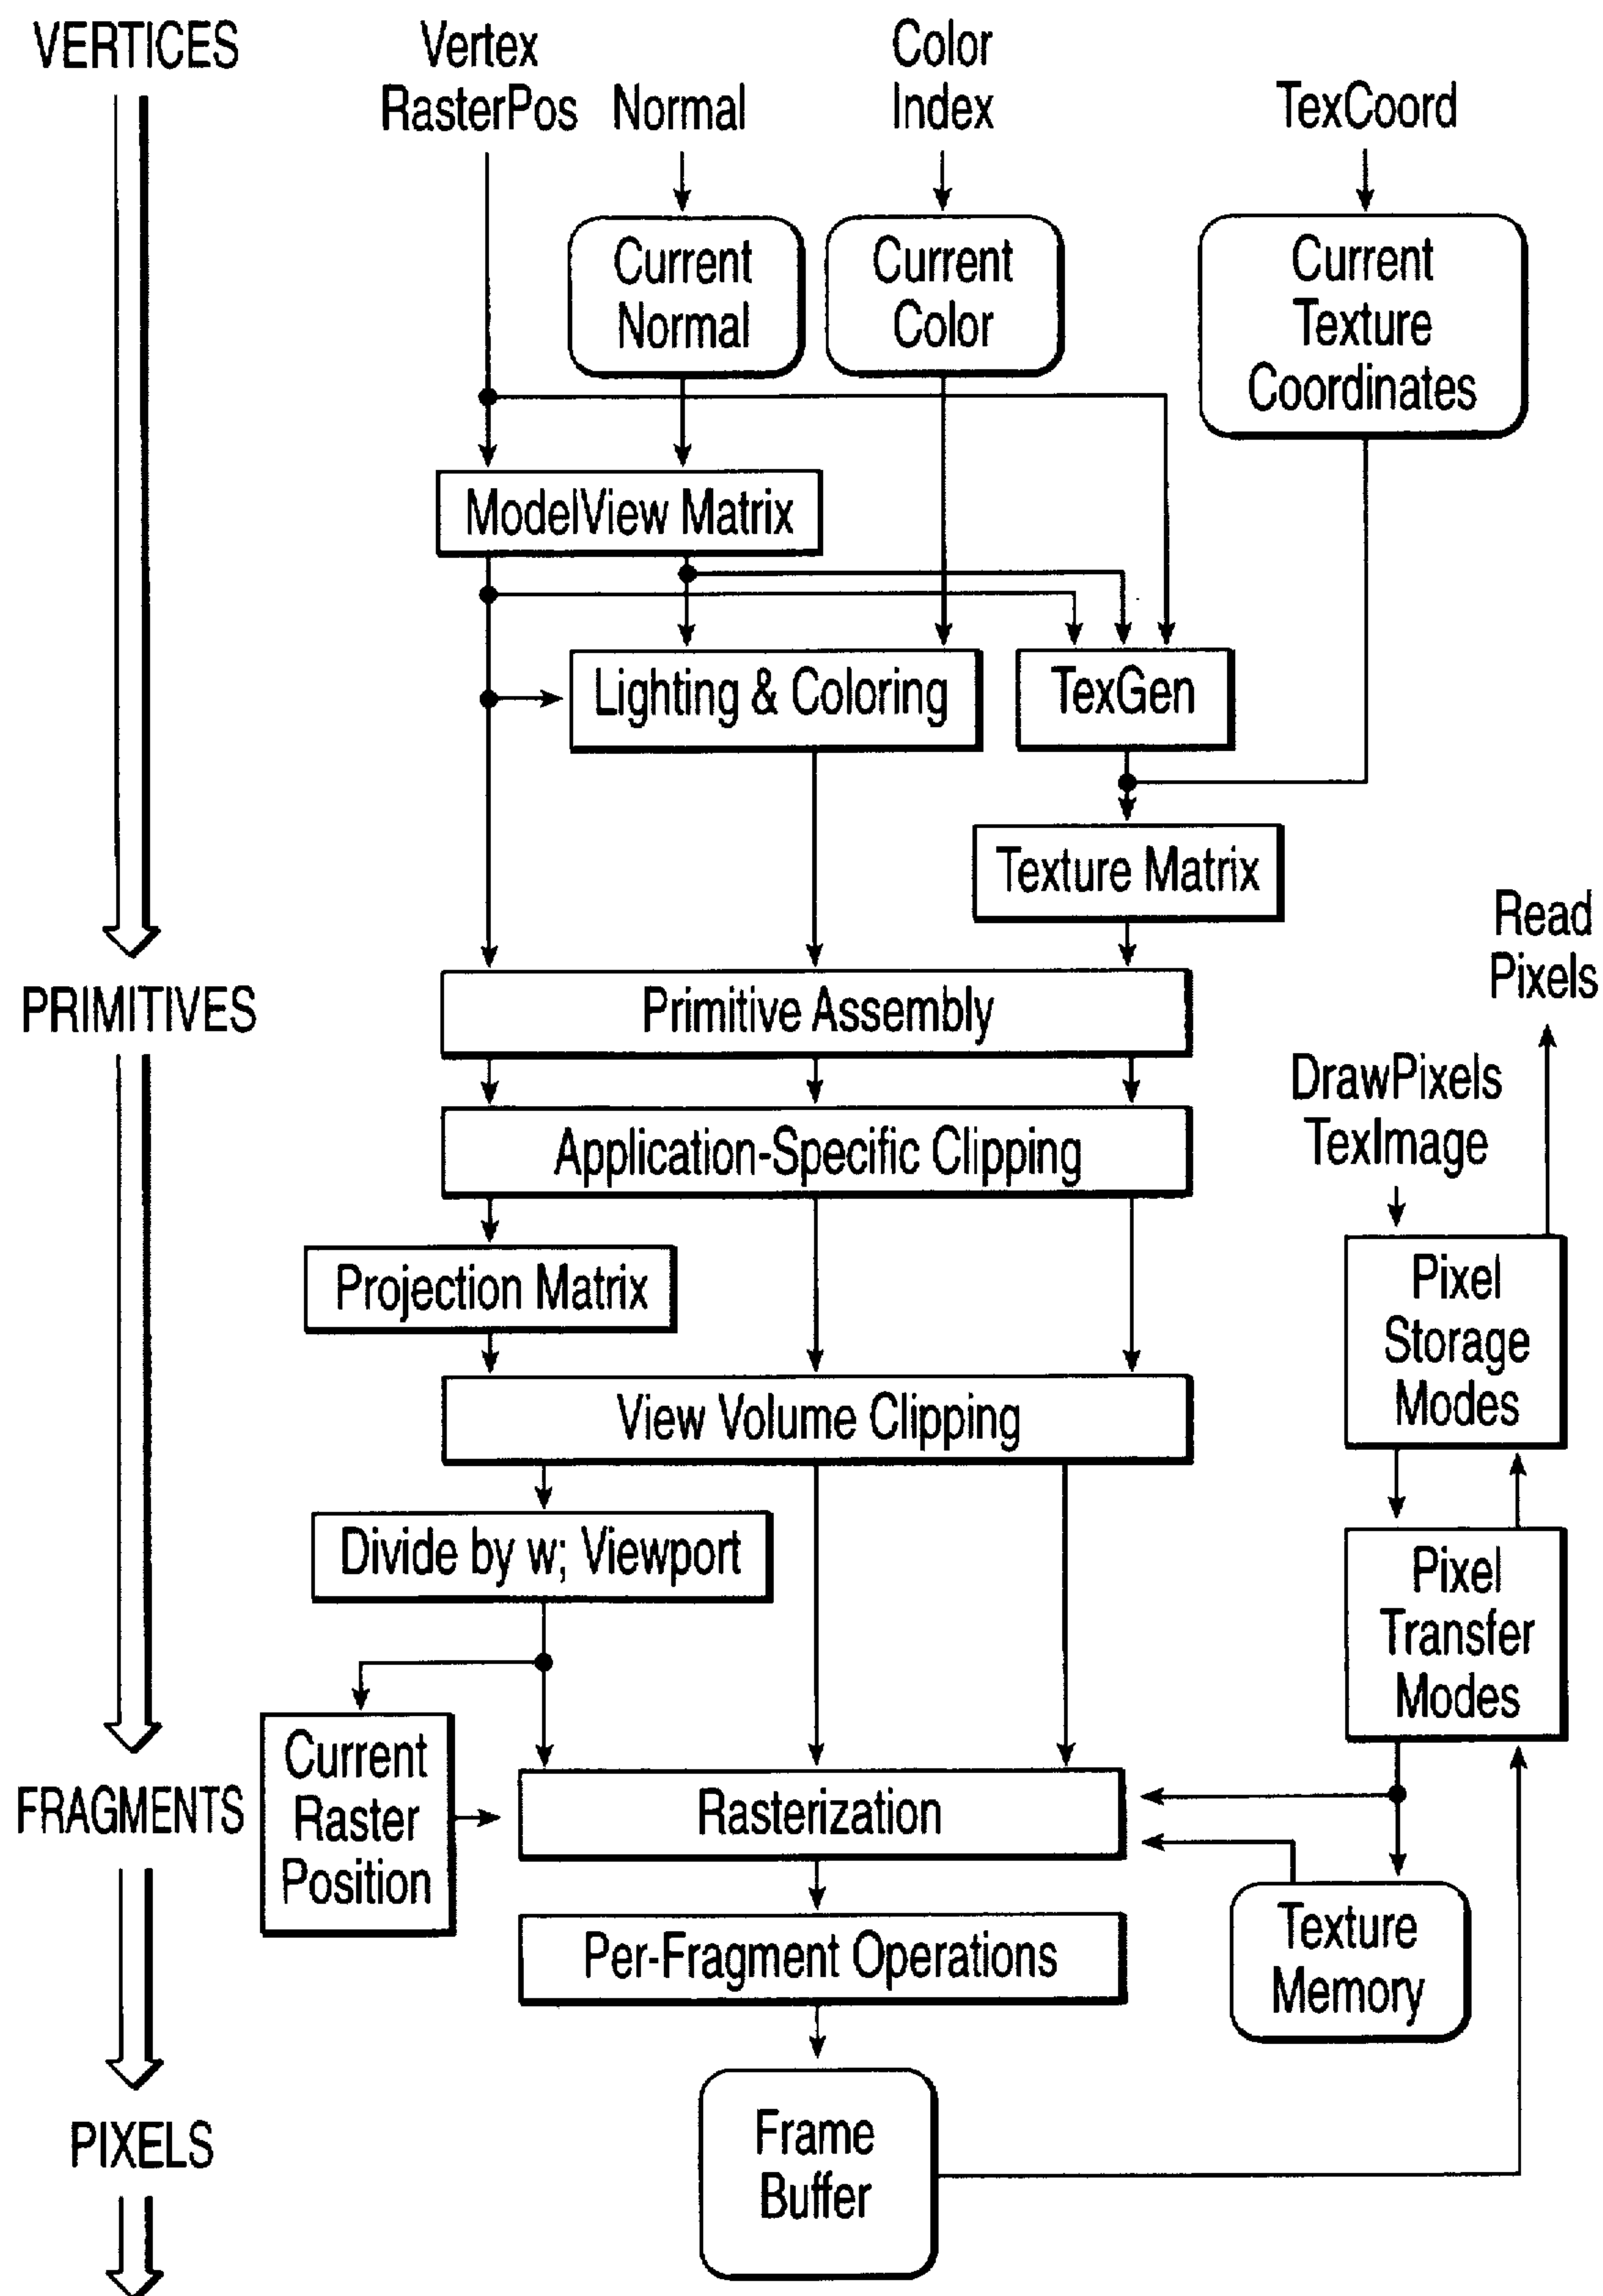 VERTICES
Vertex
RasterPos
Normal
Color
Index
TexCoord
Current
Normal
Current
Color
Current
Texture
Coordinates
ModelView Matrix
Lighting & Coloring
TexGen
Texture Matrix
Read
Pixels
PRIMITIVES
Primitive Assembly
DrawPixels
TexImage
Application-Specific Clipping
Projection Matrix
Pixel
Storage
Modes
View Volume Clipping
Divide by w; Viewport
Pixel
Transfer
Modes
FRAGMENTS
Current
Raster
Position
Rasterization
Per-Fragment Operations
Texture
Memory
PIXELS
Frame
Buffer